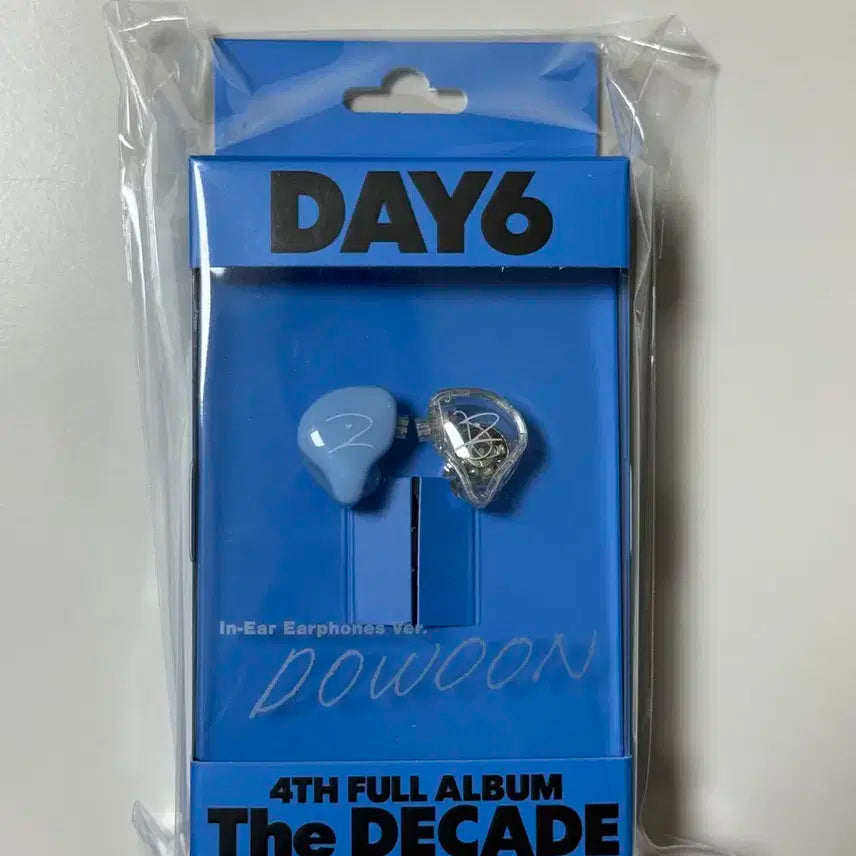 DAY6
In-Ear Earphones Ver.
DOWOON
4TH FULL ALBUM
The DECADE